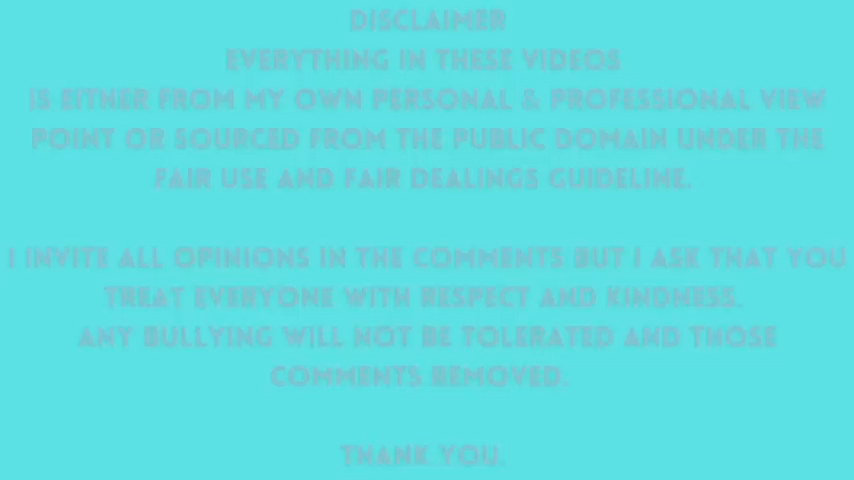 DISCLAIMER
EVERYTHING IN THESE VIDEOS
IS EITHER FROM MY OWN PERSONAL & PROFESSIONAL VIEW
POINT OR SOURCED FROM THE PUBLIC DOMAIN UNDER THE
FAIR USE AND FAIR DEALINGS GUIDELINE.
I INVITE ALL OPINIONS IN THE COMMENTS BUT I ASK THAT YOU
TREAT EVERYONE WITH RESPECT AND KINDNESS.
ANY BULLYING WILL NOT BE TOLERATED AND THOSE
COMMENTS REMOVED.
THANK YOU.